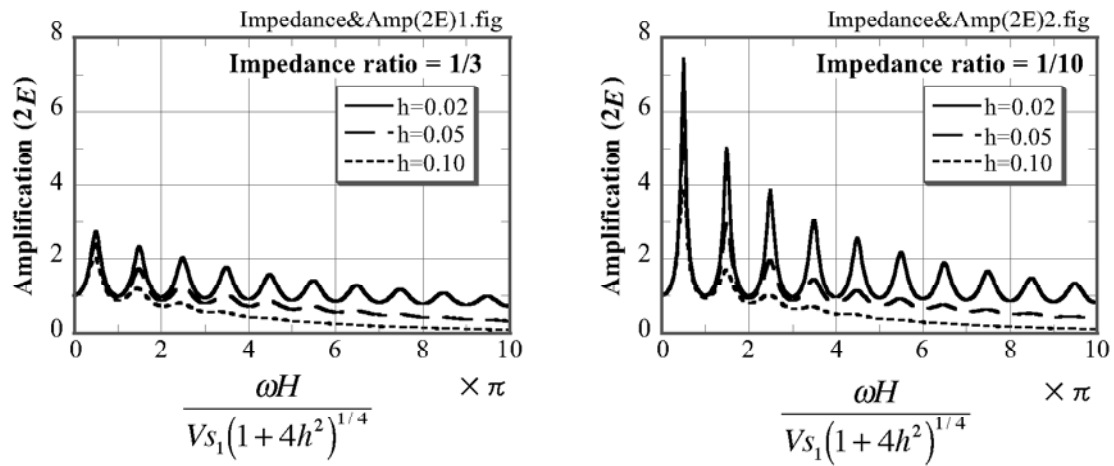 Impedance&Amp(2E)1.fig
Impedance ratio = 1/3
h=0.02
h=0.05
h=0.10
Amplification (2E)
8
6
4
2
0
0 2 4 6 8 10
ωH
Vs₁(1+4h²)^{1/4}
× π
Impedance&Amp(2E)2.fig
Impedance ratio = 1/10
h=0.02
h=0.05
h=0.10
Amplification (2E)
8
6
4
2
0
0 2 4 6 8 10
ωH
Vs₁(1+4h²)^{1/4}
× π